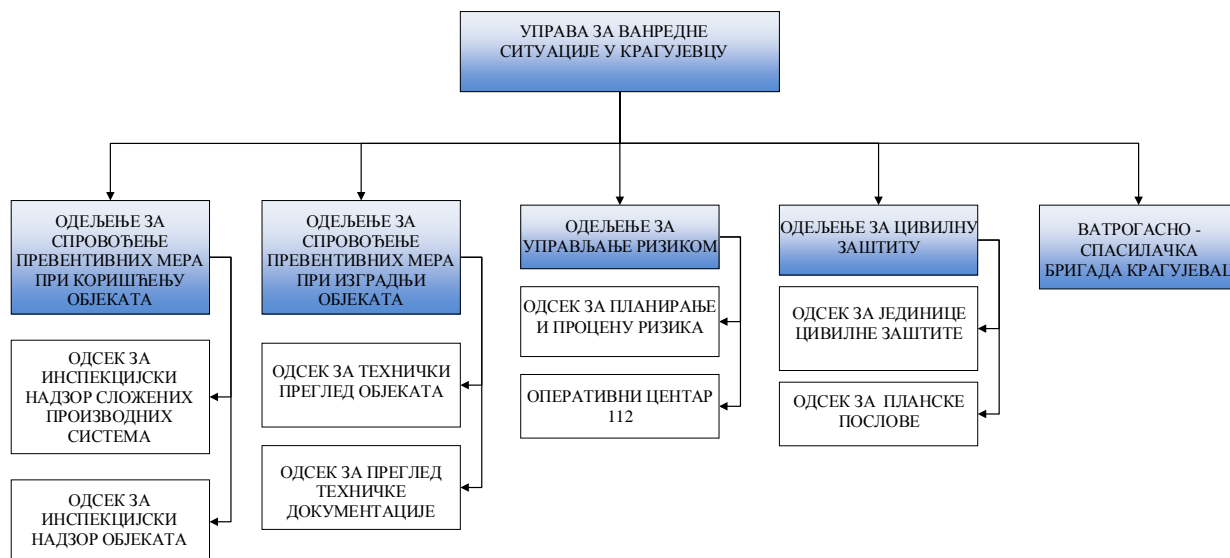 УПРАВА ЗА ВАНРЕДНЕ
СИТУАЦИЈЕ У КРАГУЈЕВЦУ
ОДЕЉЕЊЕ ЗА
СПРОВОЂЕЊЕ
ПРЕВЕНТИВНИХ МЕРА
ПРИ КОРИШЋЕЊУ
ОБЈЕКАТА
ОДСЕК ЗА
ИНСПЕКЦИЈСКИ
НАДЗОР СЛОЖЕНИХ
ПРОИЗВОДНИХ
СИСТЕМА
ОДСЕК ЗА
ИНСПЕКЦИЈСКИ
НАДЗОР ОБЈЕКАТА
ОДЕЉЕЊЕ ЗА
СПРОВОЂЕЊЕ
ПРЕВЕНТИВНИХ МЕРА
ПРИ ИЗГРАДЊИ
ОБЈЕКАТА
ОДСЕК ЗА ТЕХНИЧКИ
ПРЕГЛЕД ОБЈЕКАТА
ОДСЕК ЗА ПРЕГЛЕД
ТЕХНИЧКЕ
ДОКУМЕНТАЦИЈЕ
ОДЕЉЕЊЕ ЗА
УПРАВЉАЊЕ РИЗИКОМ
ОДСЕК ЗА ПЛАНИРАЊЕ
И ПРОЦЕНУ РИЗИКА
ОПЕРАТИВНИ ЦЕНТАР
112
ОДЕЉЕЊЕ ЗА ЦИВИЛНУ
ЗАШТИТУ
ОДСЕК ЗА ЈЕДИНИЦЕ
ЦИВИЛНЕ ЗАШТИТЕ
ОДСЕК ЗА ПЛАНСКЕ
ПОСЛОВЕ
ВАТРОГАСНО -
СПАСИЛАЧКА
БРИГАДА КРАГУЈЕВАЦ